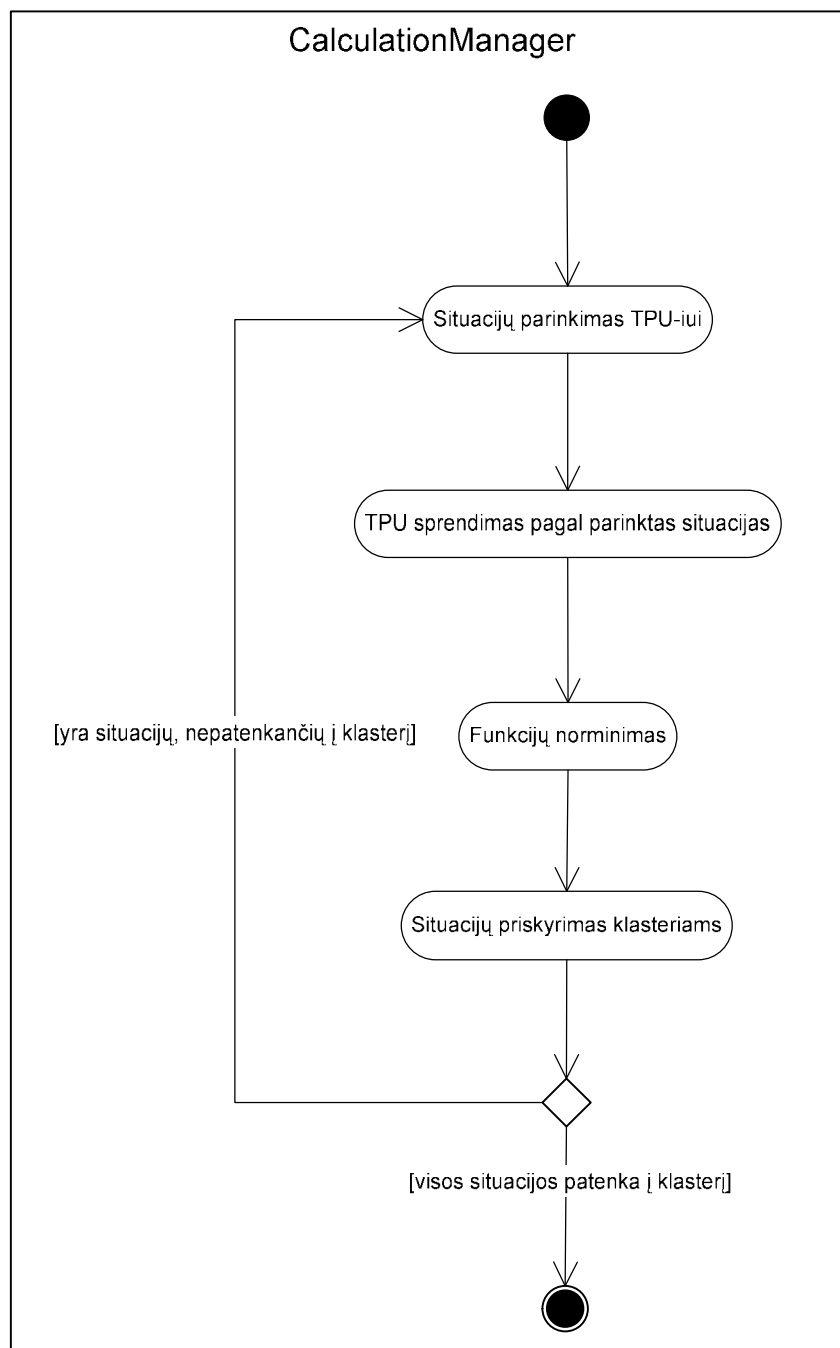 CalculationManager
Situacijų parinkimas TPU-iui
TPU sprendimas pagal parinktas situacijas
[yra situacijų, nepatenkančių į klasterį]
Funkcijų norminimas
Situacijų priskyrimas klasteriams
[visos situacijos patenka į klasterį]